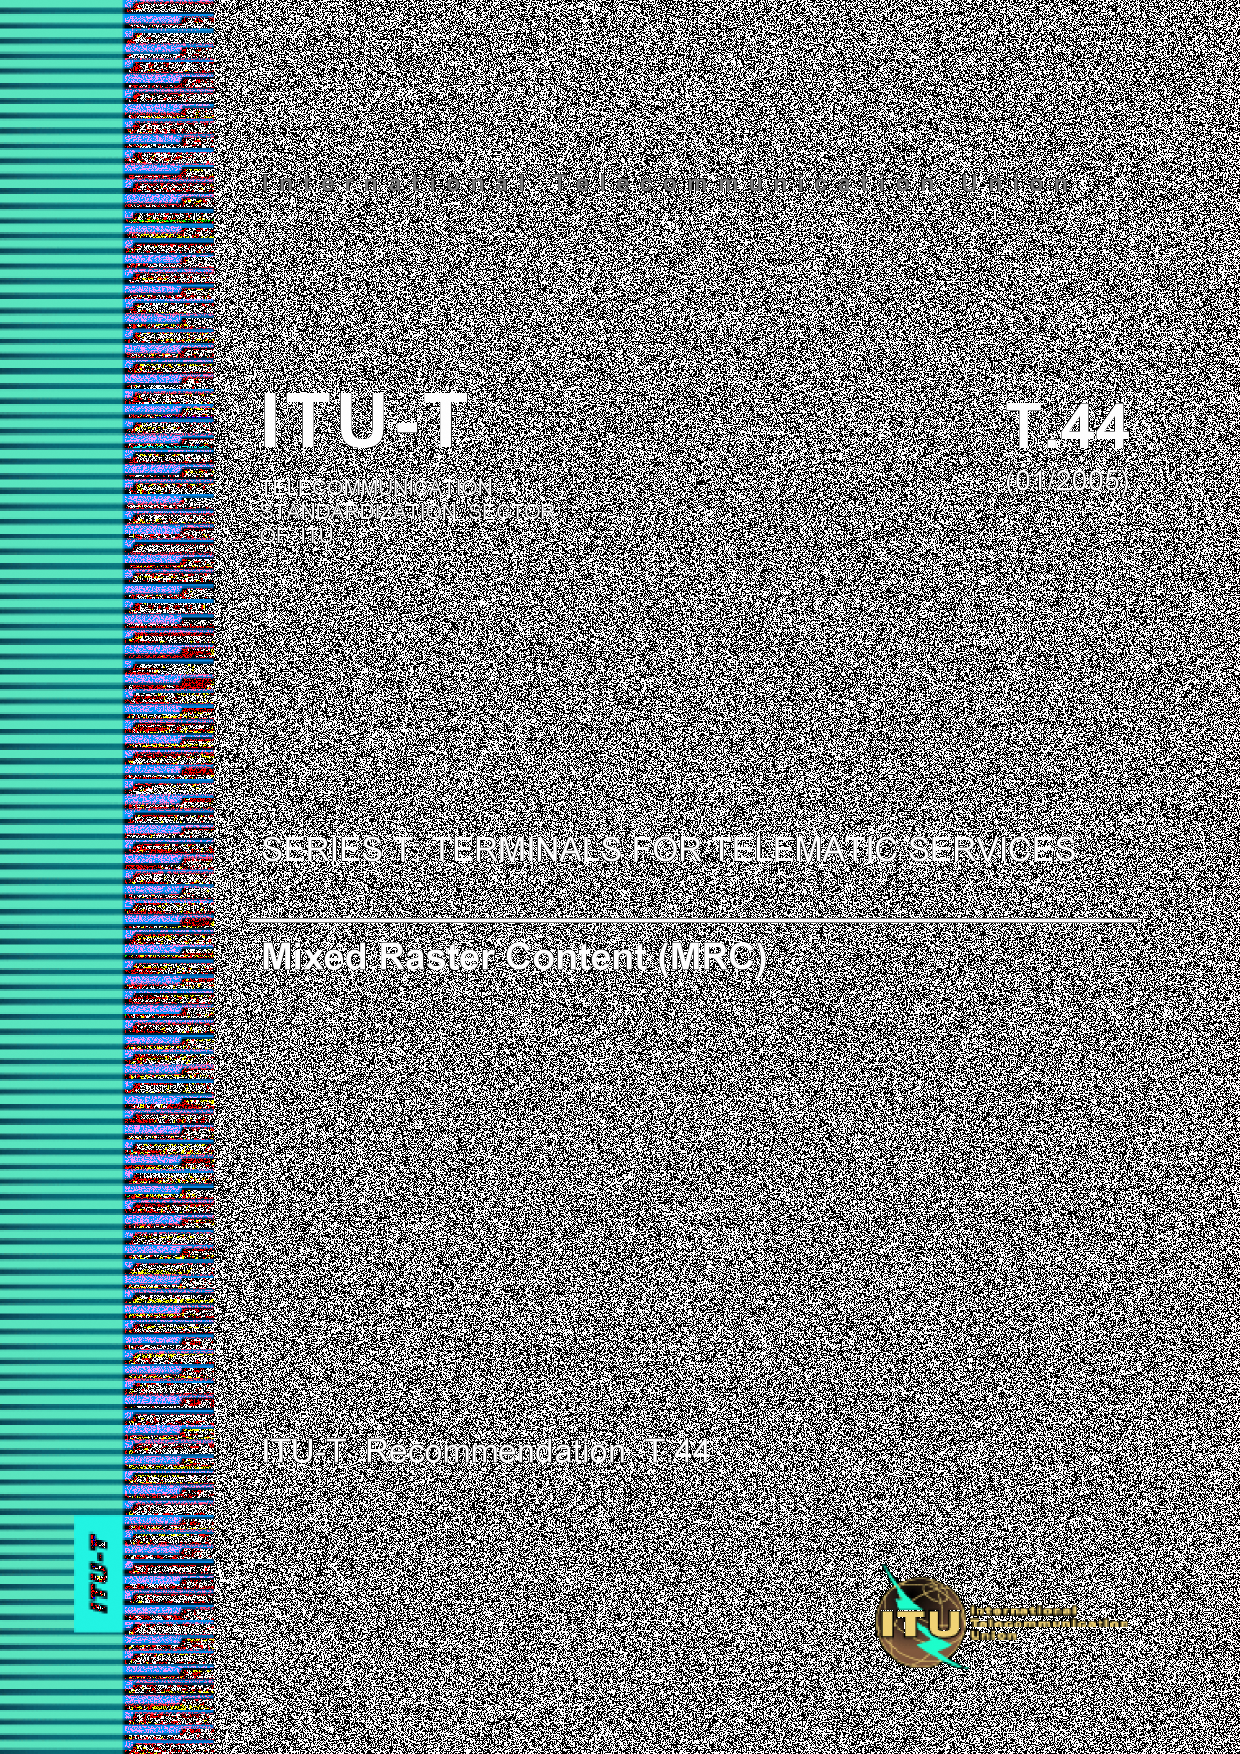 International Telecommunication Union
ITU-T
T.44
TELECOMMUNICATION
STANDARDIZATION SECTOR
OF ITU
(01/2005)
SERIES T: TERMINALS FOR TELEMATIC SERVICES
Mixed Raster Content (MRC)
ITU-T Recommendation T.44
ITU-T
ITU
International
Telecommunication
Union